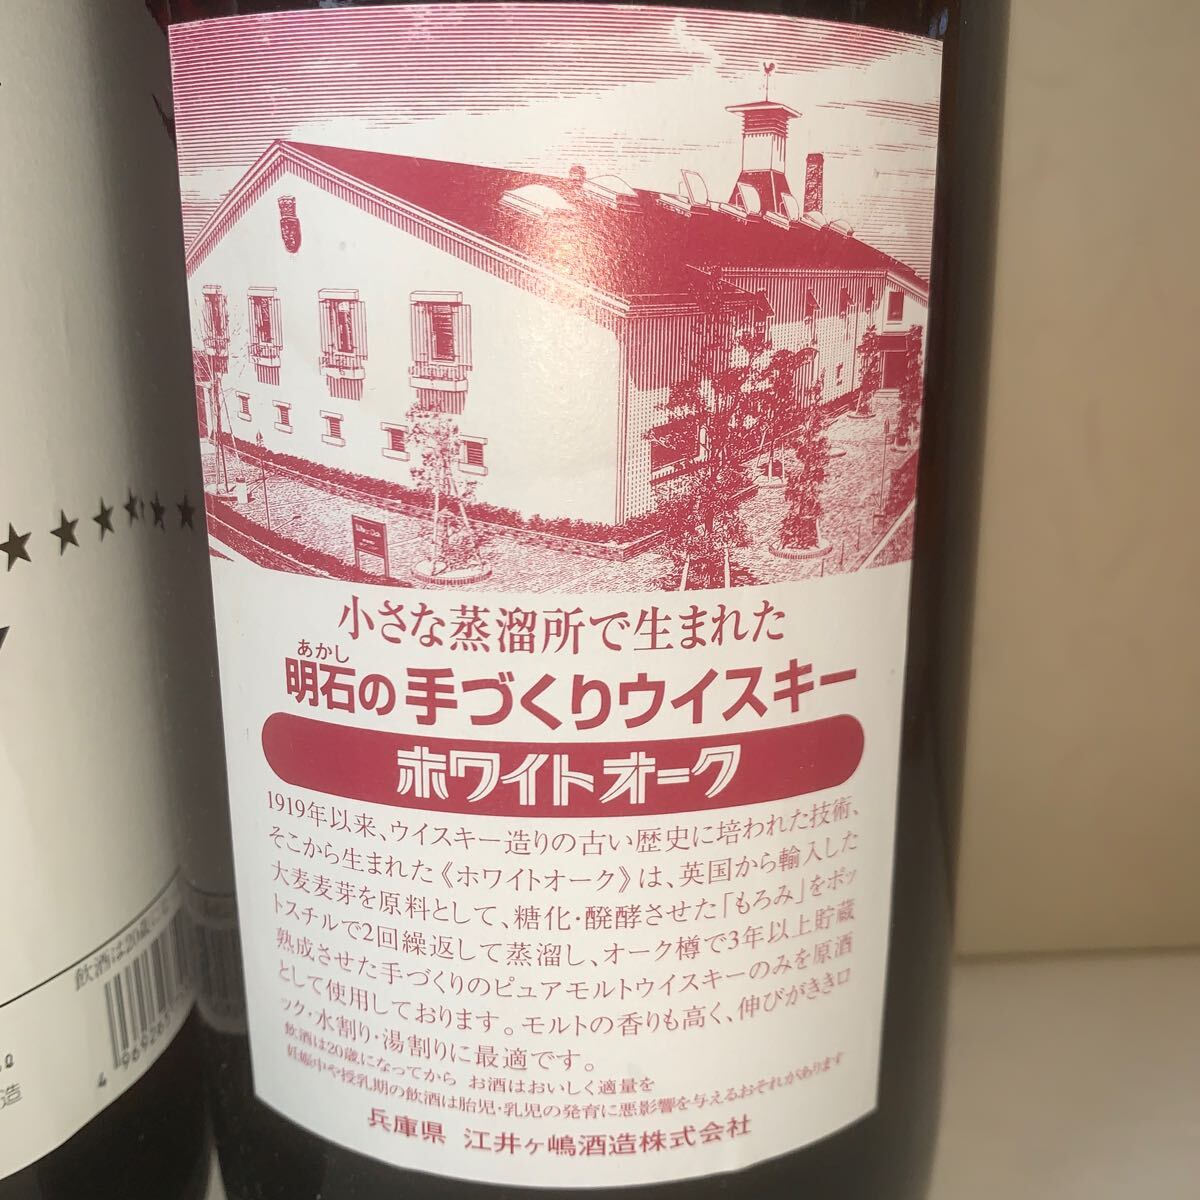 小さな蒸溜所で生まれた
あかし
明石の手づくりウイスキー
ホワイトオーク
1919年以来、ウイスキー造りの古い歴史に培われた技術、
そこから生まれた《ホワイトオーク》は、英国から輸入した
大麦麦芽を原料として、糖化・醗酵させた「もろみ」をポッ
トスチルで2回繰返して蒸溜し、オーク樽で3年以上貯蔵
熟成させた手づくりのピュアモルトウイスキーのみを原酒
として使用しております。モルトの香りも高く、伸びがききロ
ック・水割り・湯割りに最適です。
飲酒は20歳になってから お酒はおいしく適量を
妊娠中や授乳期の飲酒は胎児・乳児の発育に悪影響を与えるおそれがあります
兵庫県 江井ヶ嶋酒造株式会社
飲酒は20歳に
4 969265
造